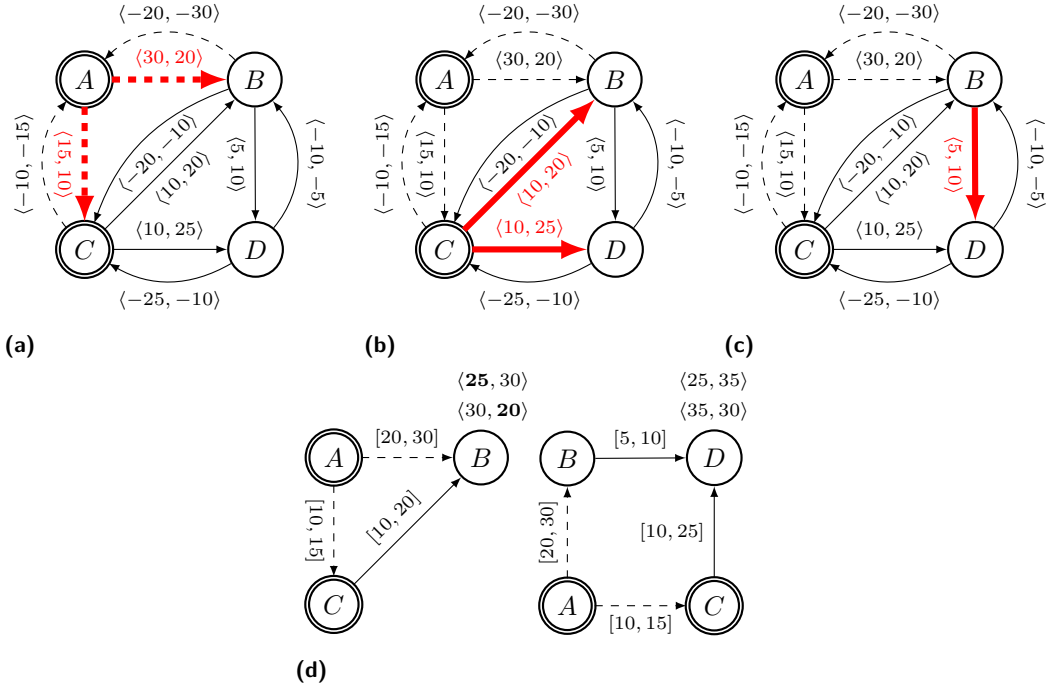 ⟨−20, −30⟩
A
⟨30, 20⟩
B
⟨−10, −15⟩
⟨15, 10⟩
⟨−20, −10⟩
⟨10, 20⟩
⟨5, 10⟩
⟨−10, −5⟩
C
⟨10, 25⟩
D
⟨−25, −10⟩
(a)
⟨−20, −30⟩
A
⟨30, 20⟩
B
⟨−10, −15⟩
⟨15, 10⟩
⟨−20, −10⟩
⟨10, 20⟩
⟨5, 10⟩
⟨−10, −5⟩
C
⟨10, 25⟩
D
⟨−25, −10⟩
(b)
⟨−20, −30⟩
A
⟨30, 20⟩
B
⟨−10, −15⟩
⟨15, 10⟩
⟨−20, −10⟩
⟨10, 20⟩
⟨5, 10⟩
⟨−10, −5⟩
C
⟨10, 25⟩
D
⟨−25, −10⟩
(c)
⟨25, 30⟩
⟨30, 20⟩
A
[20, 30]
B
[10, 15]
[10, 20]
C
⟨25, 35⟩
⟨35, 30⟩
B
[5, 10]
D
[20, 30]
[10, 25]
A
[10, 15]
C
(d)